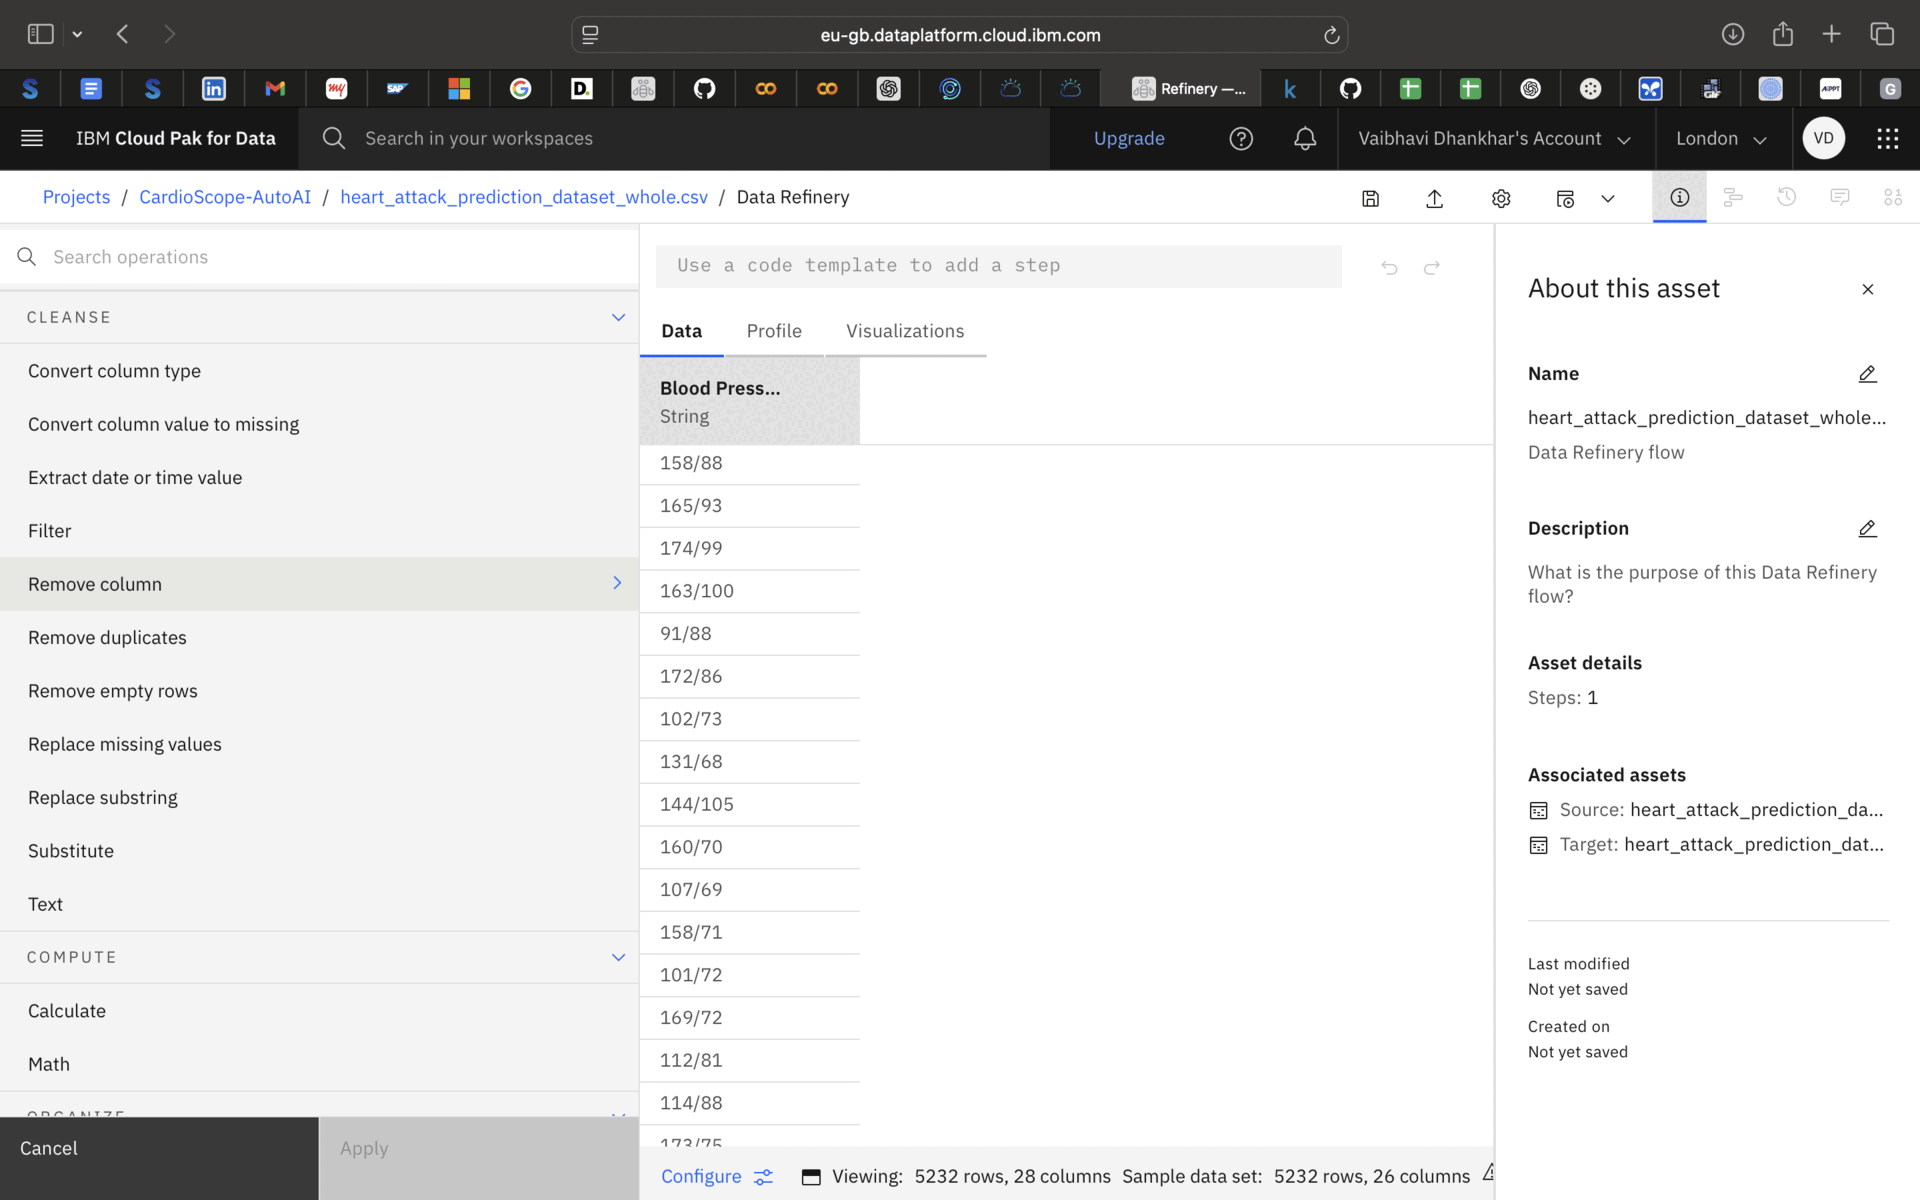 eu-gb.dataplatform.cloud.ibm.com
Refinery —...
IBM Cloud Pak for Data
Search in your workspaces
Upgrade
Vaibhavi Dhankhar's Account
London
VD
Projects / CardioScope-AutoAI / heart_attack_prediction_dataset_whole.csv / Data Refinery
Search operations
CLEANSE
Convert column type
Convert column value to missing
Extract date or time value
Filter
Remove column
Remove duplicates
Remove empty rows
Replace missing values
Replace substring
Substitute
Text
COMPUTE
Calculate
Math
ORGANIZE
Cancel
Apply
Use a code template to add a step
Data
Profile
Visualizations
Blood Press...
String
158/88
165/93
174/99
163/100
91/88
172/86
102/73
131/68
144/105
160/70
107/69
158/71
101/72
169/72
112/81
114/88
173/75
Configure
Viewing: 5232 rows, 28 columns Sample data set: 5232 rows, 26 columns
About this asset
Name
heart_attack_prediction_dataset_whole...
Data Refinery flow
Description
What is the purpose of this Data Refinery
flow?
Asset details
Steps: 1
Associated assets
Source: heart_attack_prediction_da...
Target: heart_attack_prediction_dat...
Last modified
Not yet saved
Created on
Not yet saved